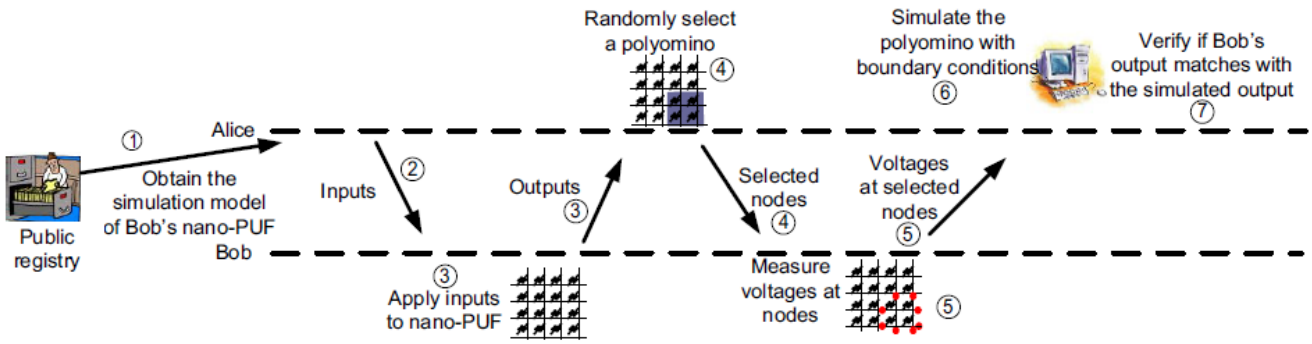 ①
Alice
Public
registry
Obtain the
simulation model
of Bob's nano-PUF
Bob
Inputs
②
③
Apply inputs
to nano-PUF
Outputs
③
Randomly select
a polyomino
④
Selected
nodes
④
Measure
voltages at
nodes
⑤
Voltages
at selected
nodes
⑤
Simulate the
polyomino with
boundary conditions
⑥
Verify if Bob's
output matches with
the simulated output
⑦